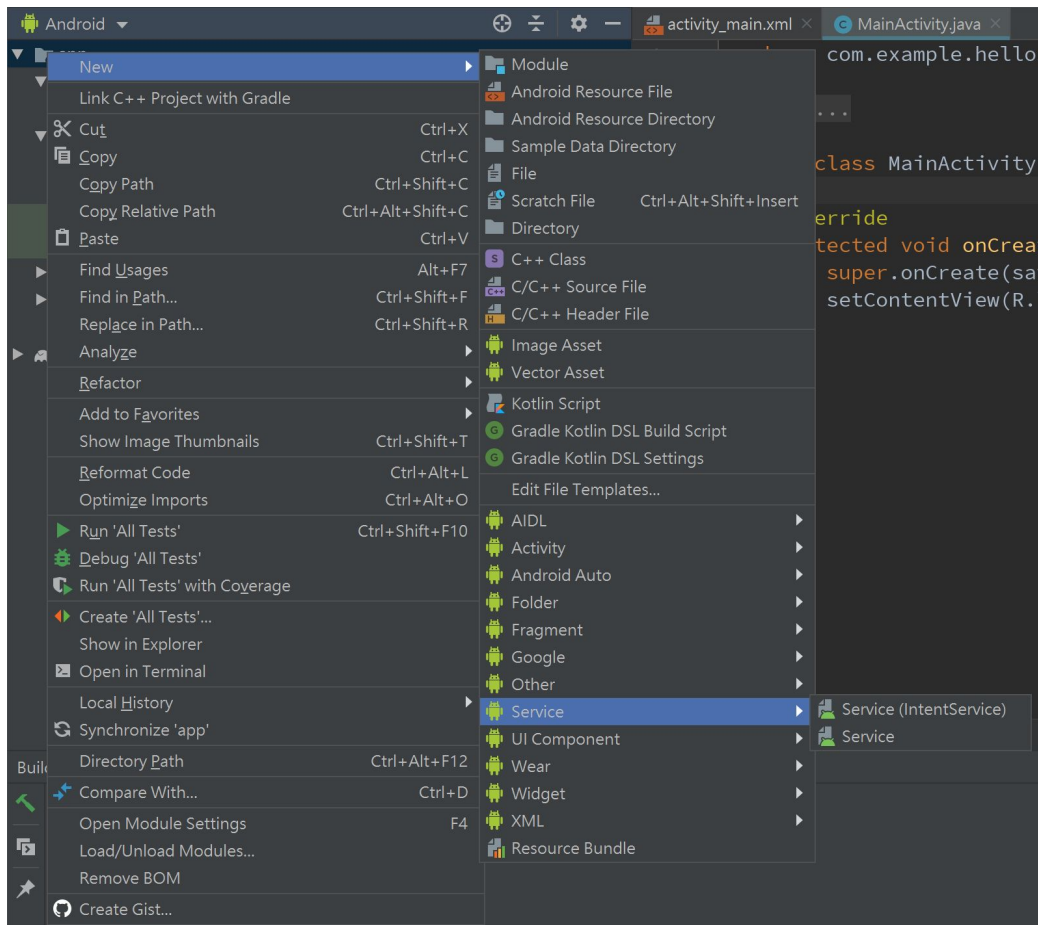 Android
activity_main.xml
MainActivity.java
New
Link C++ Project with Gradle
Cut Ctrl+X
Copy Ctrl+C
Copy Path Ctrl+Shift+C
Copy Relative Path Ctrl+Alt+Shift+C
Paste Ctrl+V
Find Usages Alt+F7
Find in Path... Ctrl+Shift+F
Replace in Path... Ctrl+Shift+R
Analyze
Refactor
Add to Favorites
Show Image Thumbnails Ctrl+Shift+T
Reformat Code Ctrl+Alt+L
Optimize Imports Ctrl+Alt+O
Run 'All Tests' Ctrl+Shift+F10
Debug 'All Tests'
Run 'All Tests' with Coverage
Create 'All Tests'...
Show in Explorer
Open in Terminal
Local History
Synchronize 'app'
Directory Path Ctrl+Alt+F12
Compare With... Ctrl+D
Open Module Settings F4
Load/Unload Modules...
Remove BOM
Create Gist...
Module
Android Resource File
Android Resource Directory
Sample Data Directory
File
Scratch File Ctrl+Alt+Shift+Insert
Directory
C++ Class
C/C++ Source File
C/C++ Header File
Image Asset
Vector Asset
Kotlin Script
Gradle Kotlin DSL Build Script
Gradle Kotlin DSL Settings
Edit File Templates...
AIDL
Activity
Android Auto
Folder
Fragment
Google
Other
Service
UI Component
Wear
Widget
XML
Resource Bundle
Service (IntentService)
Service
com.example.hello
...
class MainActivity
erride
tected void onCrea
super.onCreate(sa
setContentView(R.